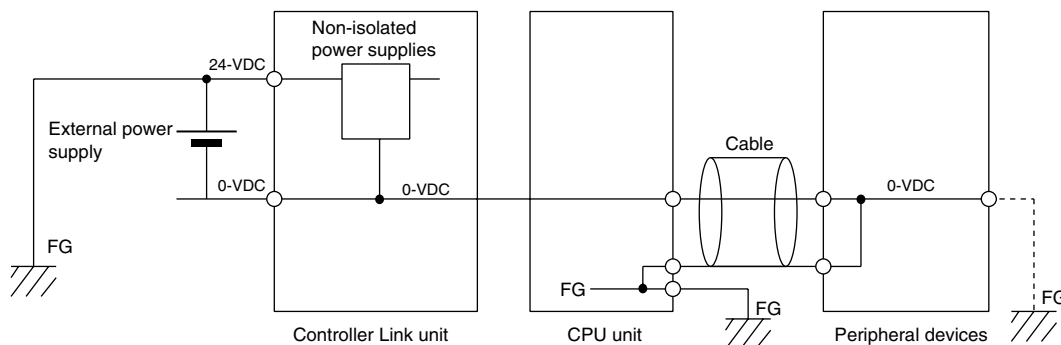 Non-isolated
power supplies
24-VDC
External power
supply
Cable
0-VDC
0-VDC
0-VDC
FG
FG
FG
FG
Controller Link unit
CPU unit
Peripheral devices